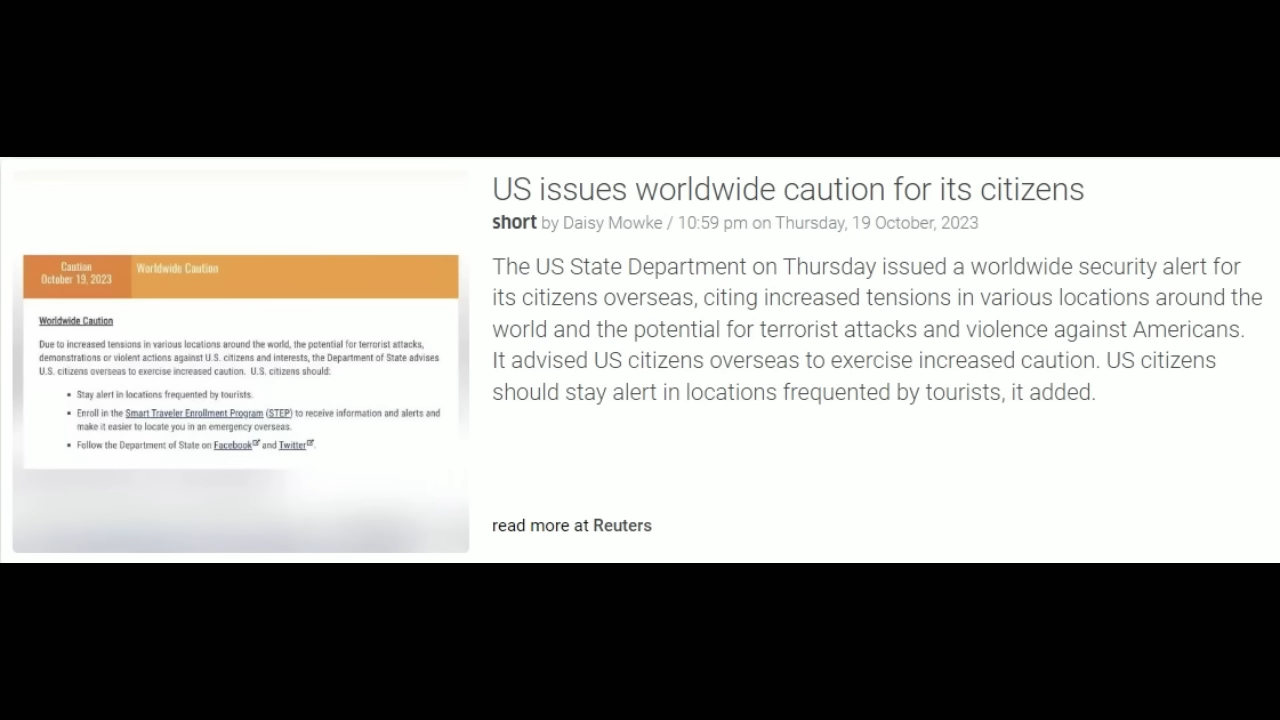 Caution
October 19, 2023
Worldwide Caution
Worldwide Caution
Due to increased tensions in various locations around the world, the potential for terrorist attacks,
demonstrations or violent actions against U.S. citizens and interests, the Department of State advises
U.S. citizens overseas to exercise increased caution. U.S. citizens should:
▪ Stay alert in locations frequented by tourists.
▪ Enroll in the Smart Traveler Enrollment Program (STEP) to receive information and alerts and
make it easier to locate you in an emergency overseas.
▪ Follow the Department of State on Facebook and Twitter.
US issues worldwide caution for its citizens
short by Daisy Mowke / 10:59 pm on Thursday, 19 October, 2023
The US State Department on Thursday issued a worldwide security alert for
its citizens overseas, citing increased tensions in various locations around the
world and the potential for terrorist attacks and violence against Americans.
It advised US citizens overseas to exercise increased caution. US citizens
should stay alert in locations frequented by tourists, it added.
read more at Reuters